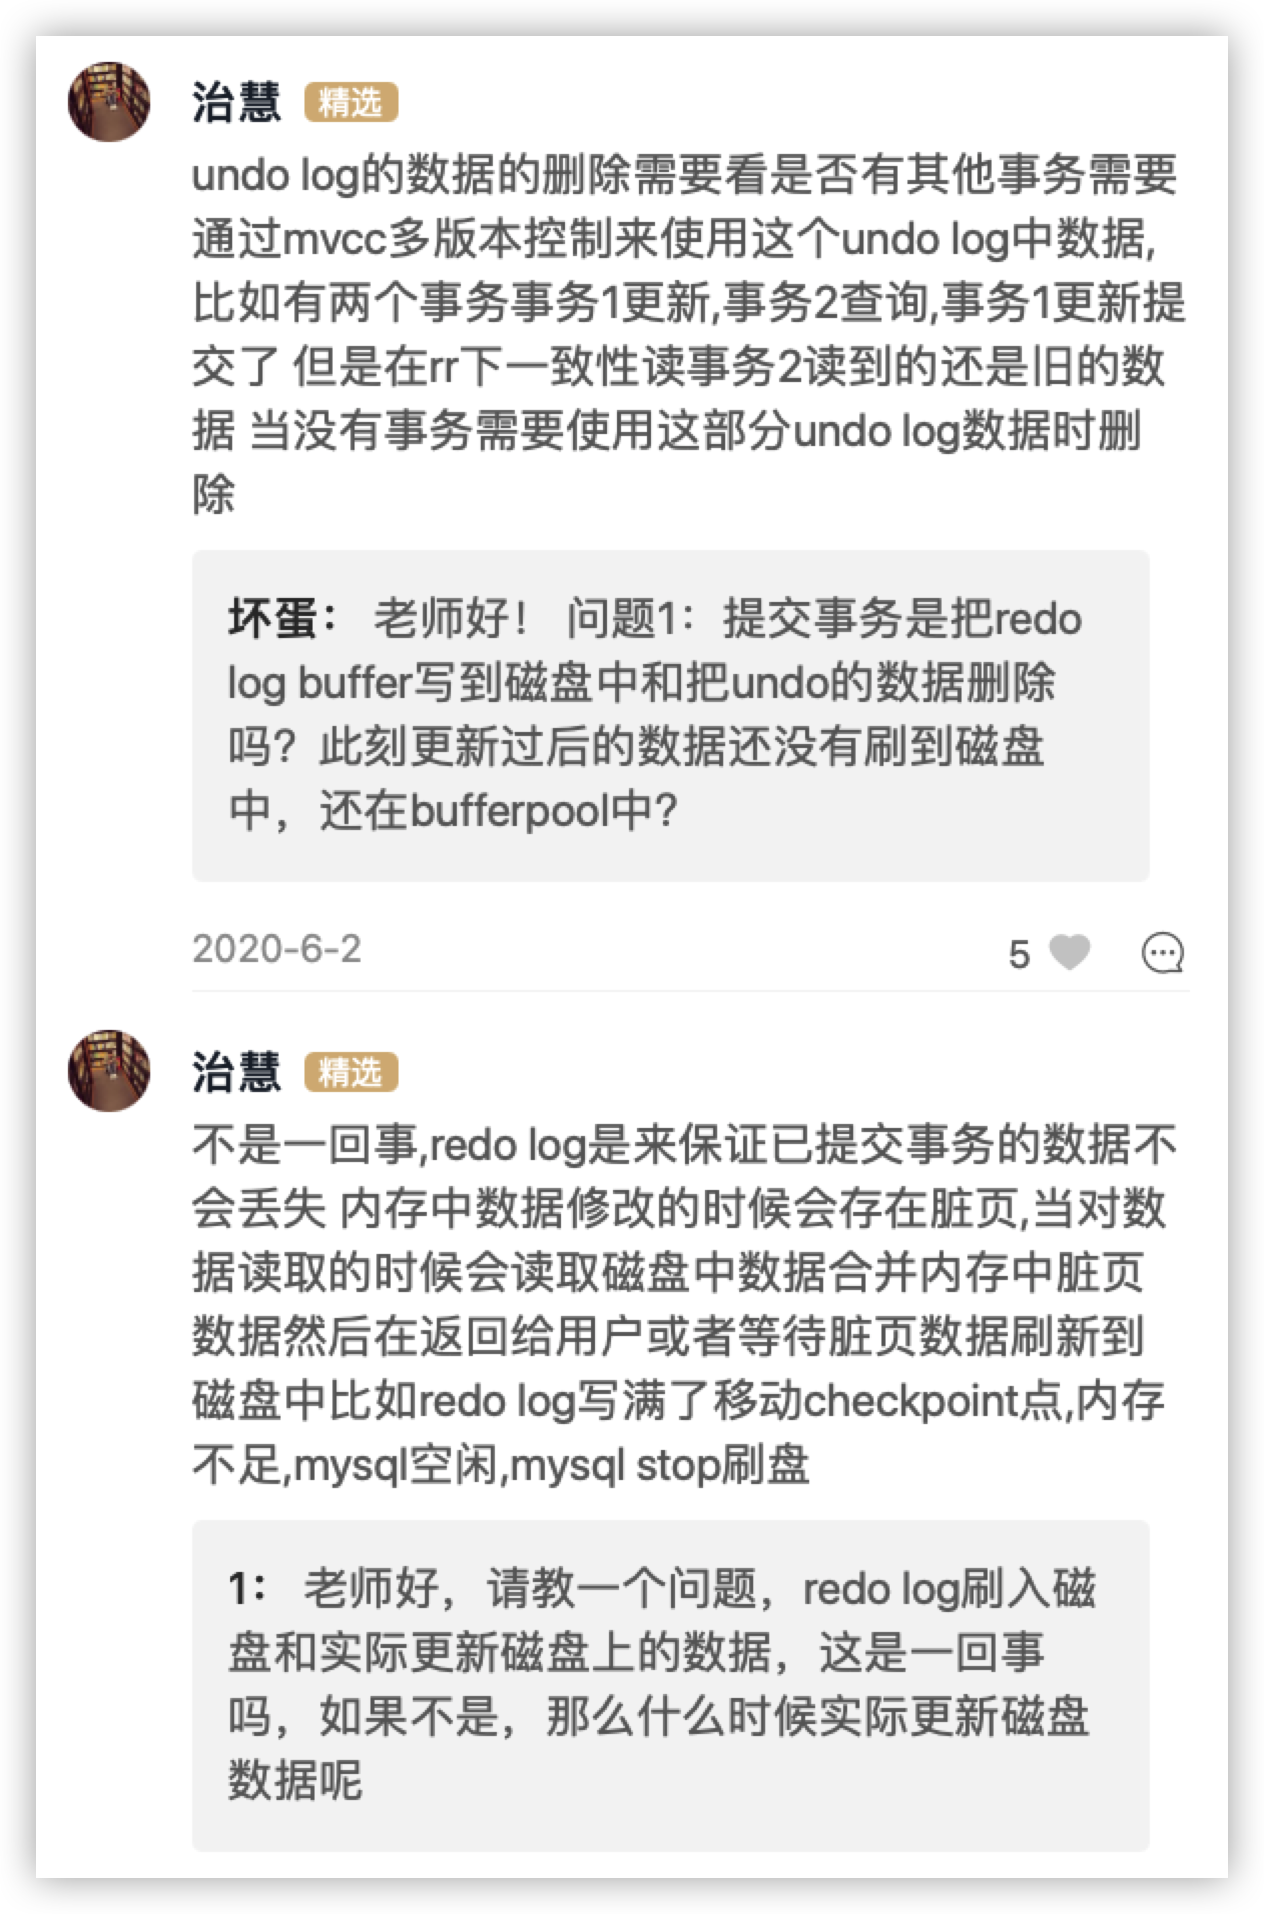 治慧 精选
undo log的数据的删除需要看是否有其他事务需要
通过mvcc多版本控制来使用这个undo log中数据,
比如有两个事务事务1更新,事务2查询,事务1更新提
交了 但是在rr下一致性读事务2读到的还是旧的数
据 当没有事务需要使用这部分undo log数据时删
除
坏蛋： 老师好！ 问题1：提交事务是把redo
log buffer写到磁盘中和把undo的数据删除
吗？此刻更新过后的数据还没有刷到磁盘
中，还在bufferpool中?
2020-6-2 5
治慧 精选
不是一回事,redo log是来保证已提交事务的数据不
会丢失 内存中数据修改的时候会存在脏页,当对数
据读取的时候会读取磁盘中数据合并内存中脏页
数据然后在返回给用户或者等待脏页数据刷新到
磁盘中比如redo log写满了移动checkpoint点,内存
不足,mysql空闲,mysql stop刷盘
1： 老师好，请教一个问题，redo log刷入磁
盘和实际更新磁盘上的数据，这是一回事
吗，如果不是，那么什么时候实际更新磁盘
数据呢